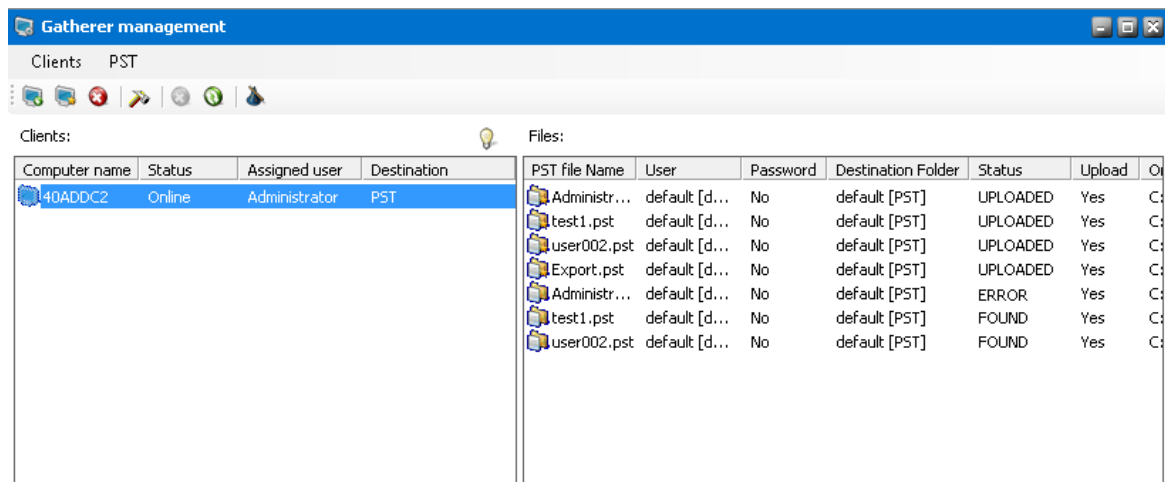 Gatherer management
Clients PST
Clients: Files:
Computer name Status Assigned user Destination PST file Name User Password Destination Folder Status Upload
40ADDC2 Online Administrator PST Administr... default [d... No default [PST] UPLOADED Yes C:
test1.pst default [d... No default [PST] UPLOADED Yes C:
user002.pst default [d... No default [PST] UPLOADED Yes C:
Export.pst default [d... No default [PST] UPLOADED Yes C:
Administr... default [d... No default [PST] ERROR Yes C:
test1.pst default [d... No default [PST] FOUND Yes C:
user002.pst default [d... No default [PST] FOUND Yes C: